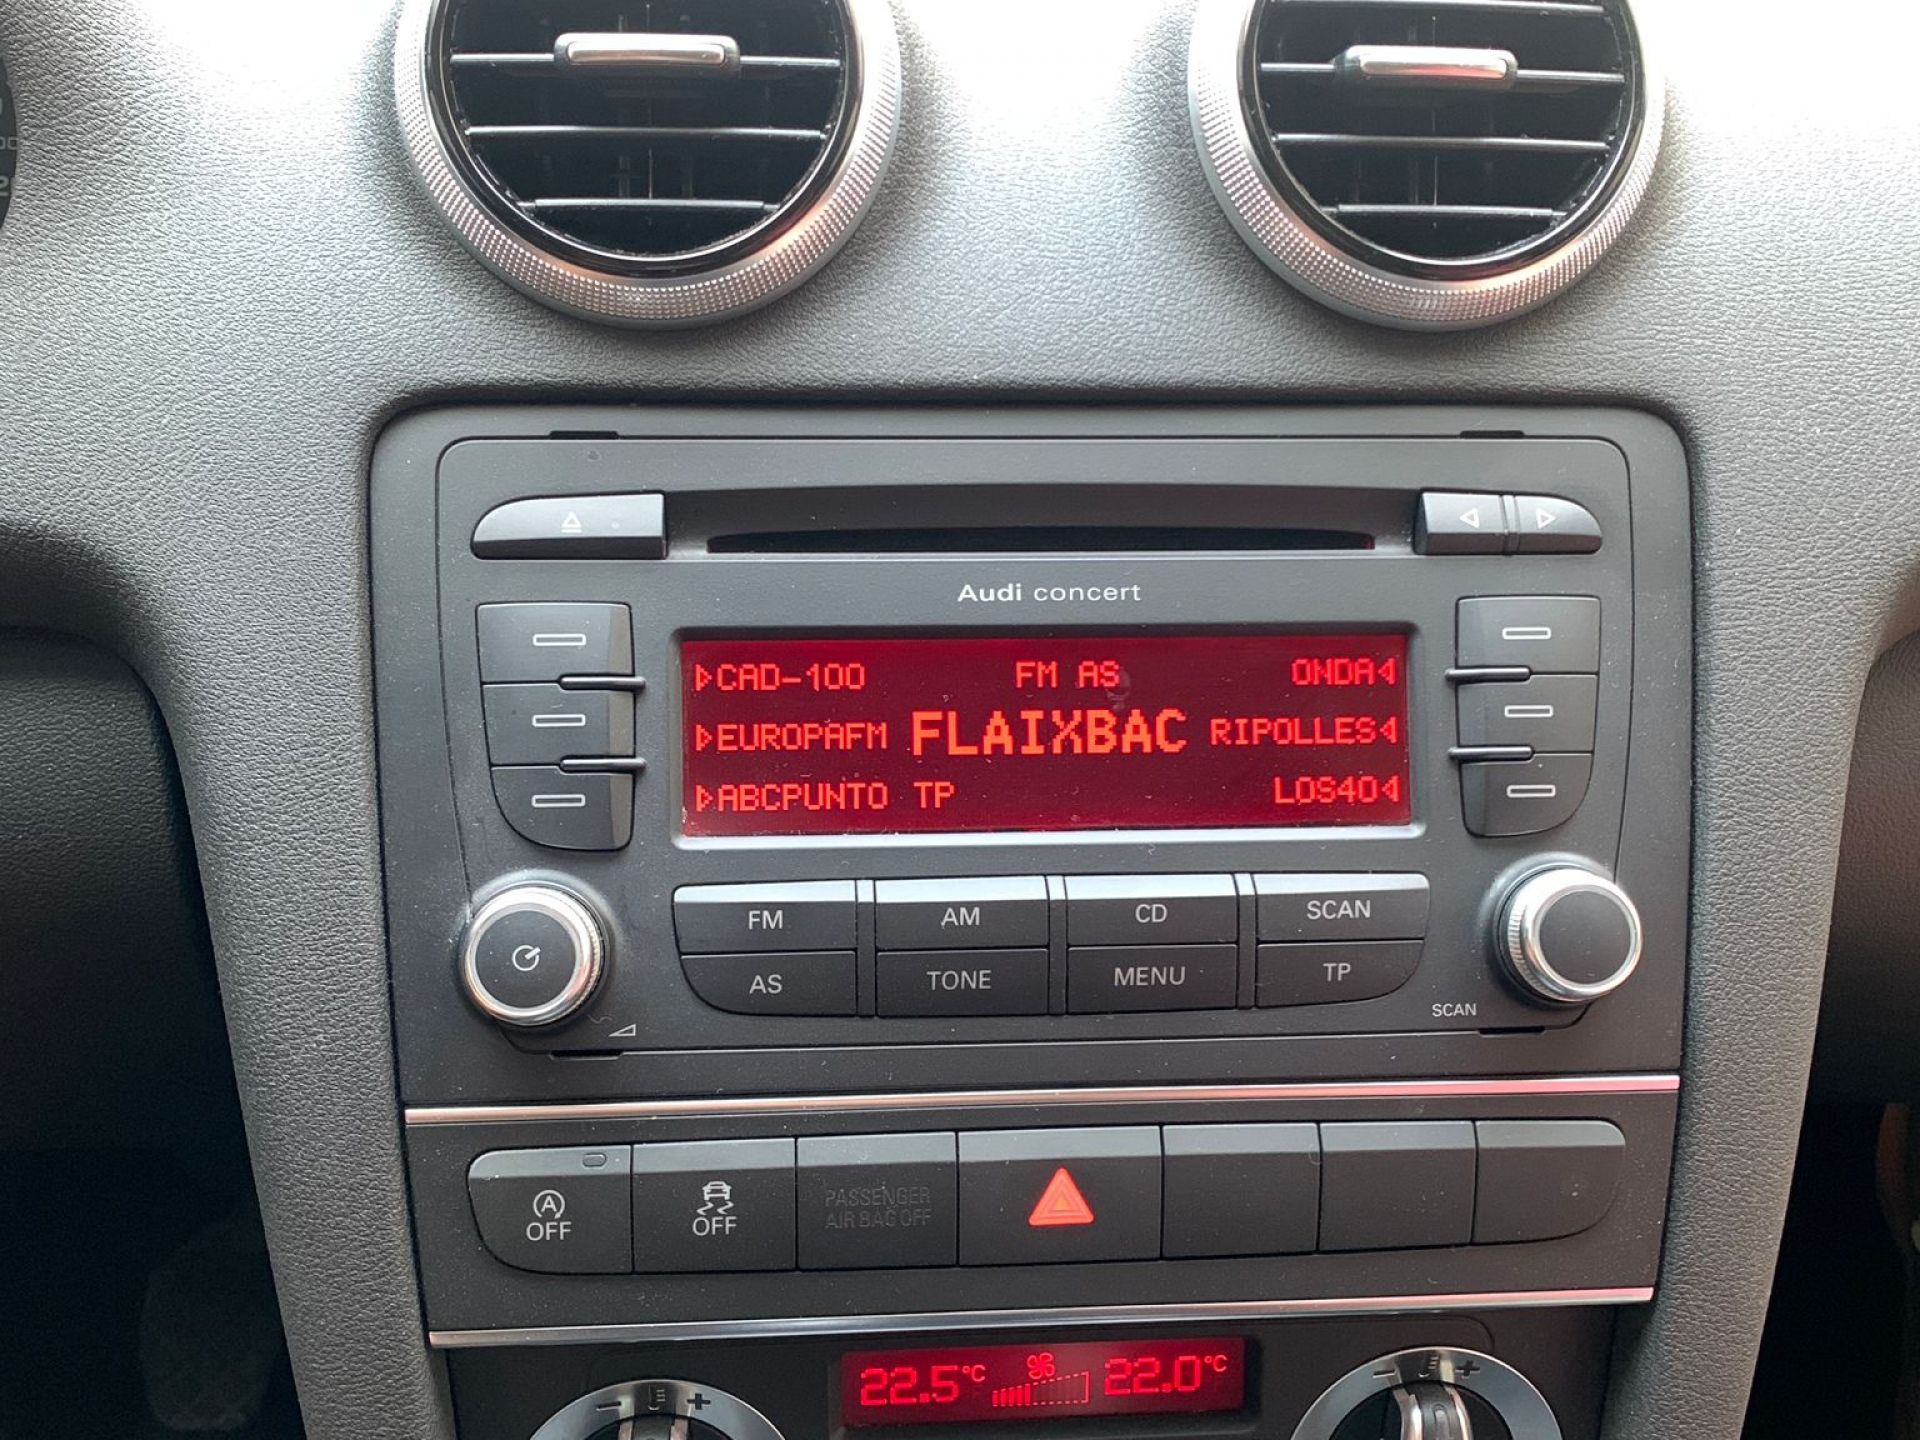 Audi concert
CAD-100 FM AS ONDA
EUROPAFM FLAIXBAC RIPOLLES
ABCPUNTO TP LOS40
FM AM CD SCAN
AS TONE MENU TP
SCAN
A
OFF
OFF
PASSENGER
AIR BAG OFF
22.5°C 22.0°C
- + - +